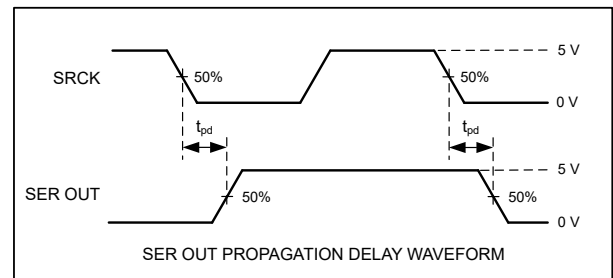 5 V
SRCK
50%
50%
0 V
tpd
tpd
5 V
SER OUT
50%
50%
0 V
SER OUT PROPAGATION DELAY WAVEFORM